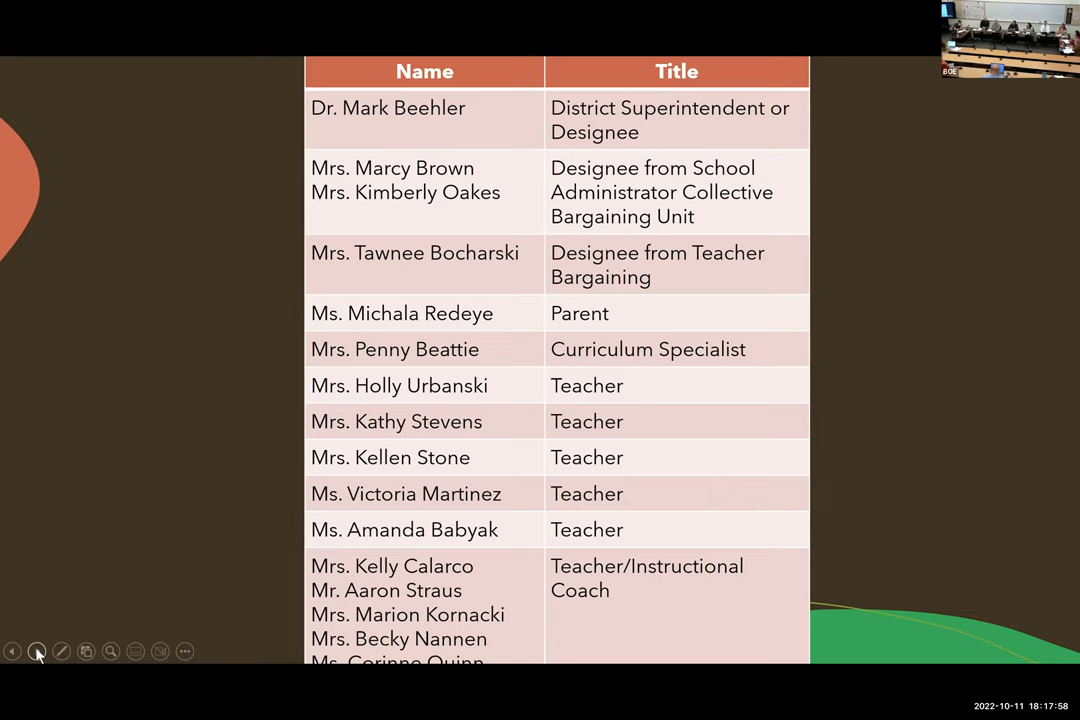 Name Title
Dr. Mark Beehler District Superintendent or
Designee
Mrs. Marcy Brown Designee from School
Mrs. Kimberly Oakes Administrator Collective
Bargaining Unit
Mrs. Tawnee Bocharski Designee from Teacher
Bargaining
Ms. Michala Redeye Parent
Mrs. Penny Beattie Curriculum Specialist
Mrs. Holly Urbanski Teacher
Mrs. Kathy Stevens Teacher
Mrs. Kellen Stone Teacher
Ms. Victoria Martinez Teacher
Ms. Amanda Babyak Teacher
Mrs. Kelly Calarco Teacher/Instructional
Mr. Aaron Straus Coach
Mrs. Marion Kornacki
Mrs. Becky Nannen
Ms. Corinne Quinn
BOE
2022-10-11 18:17:58